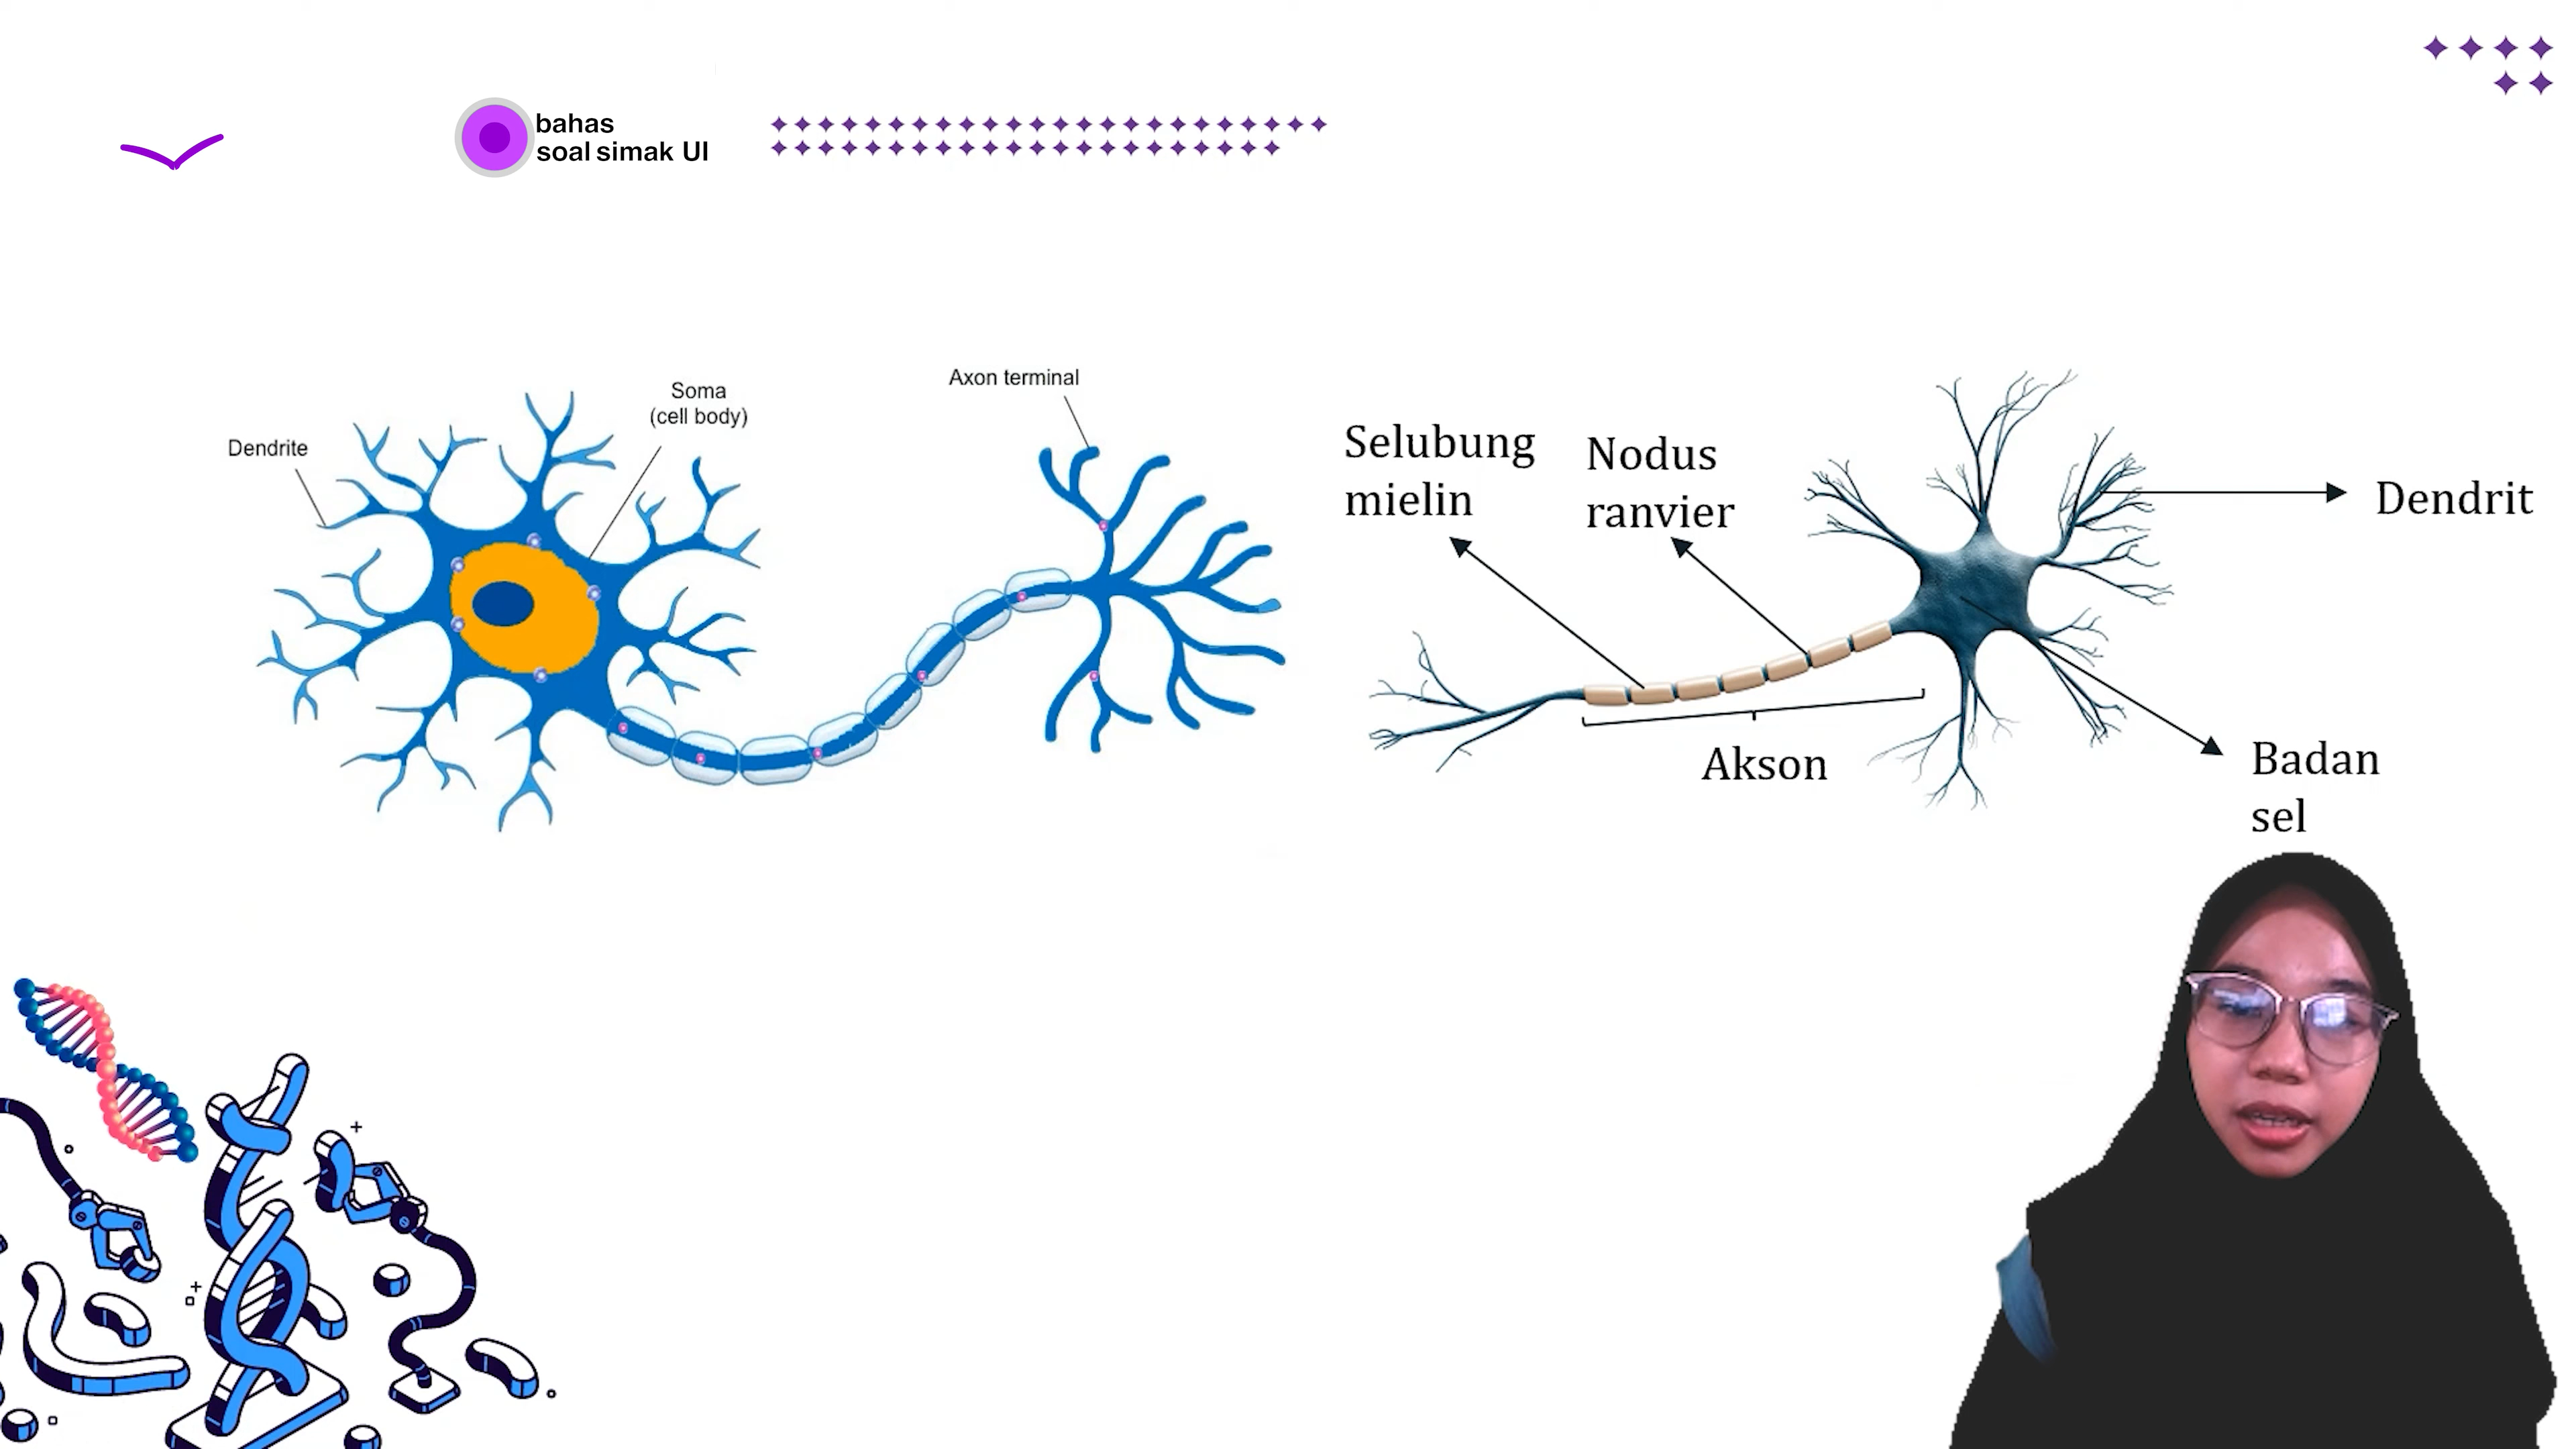 bahas
soal simak UI
Dendrite
Soma
(cell body)
Axon terminal
Selubung
mielin
Nodus
ranvier
Dendrit
Akson
Badan
sel